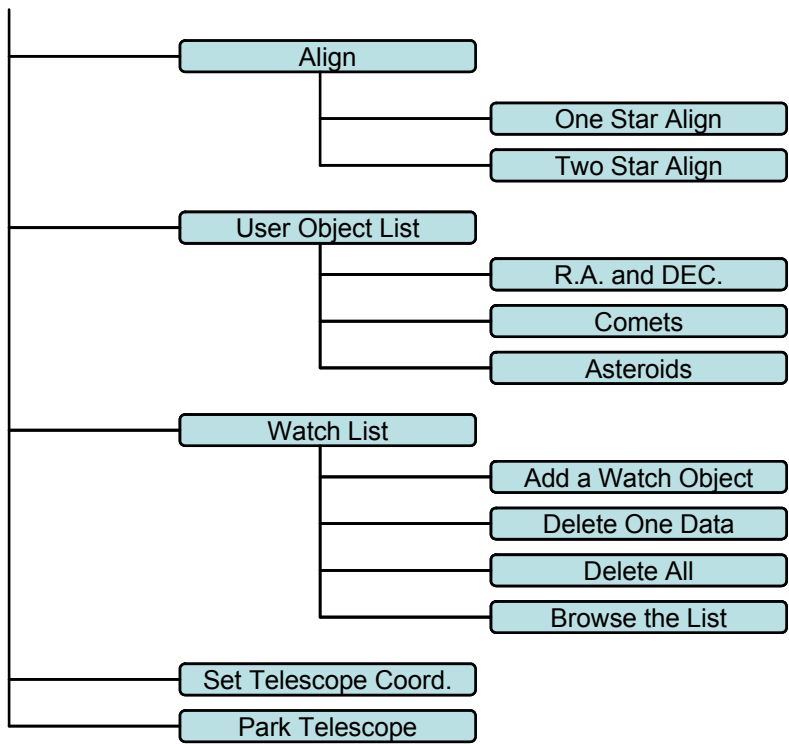 Align
One Star Align
Two Star Align
User Object List
R.A. and DEC.
Comets
Asteroids
Watch List
Add a Watch Object
Delete One Data
Delete All
Browse the List
Set Telescope Coord.
Park Telescope